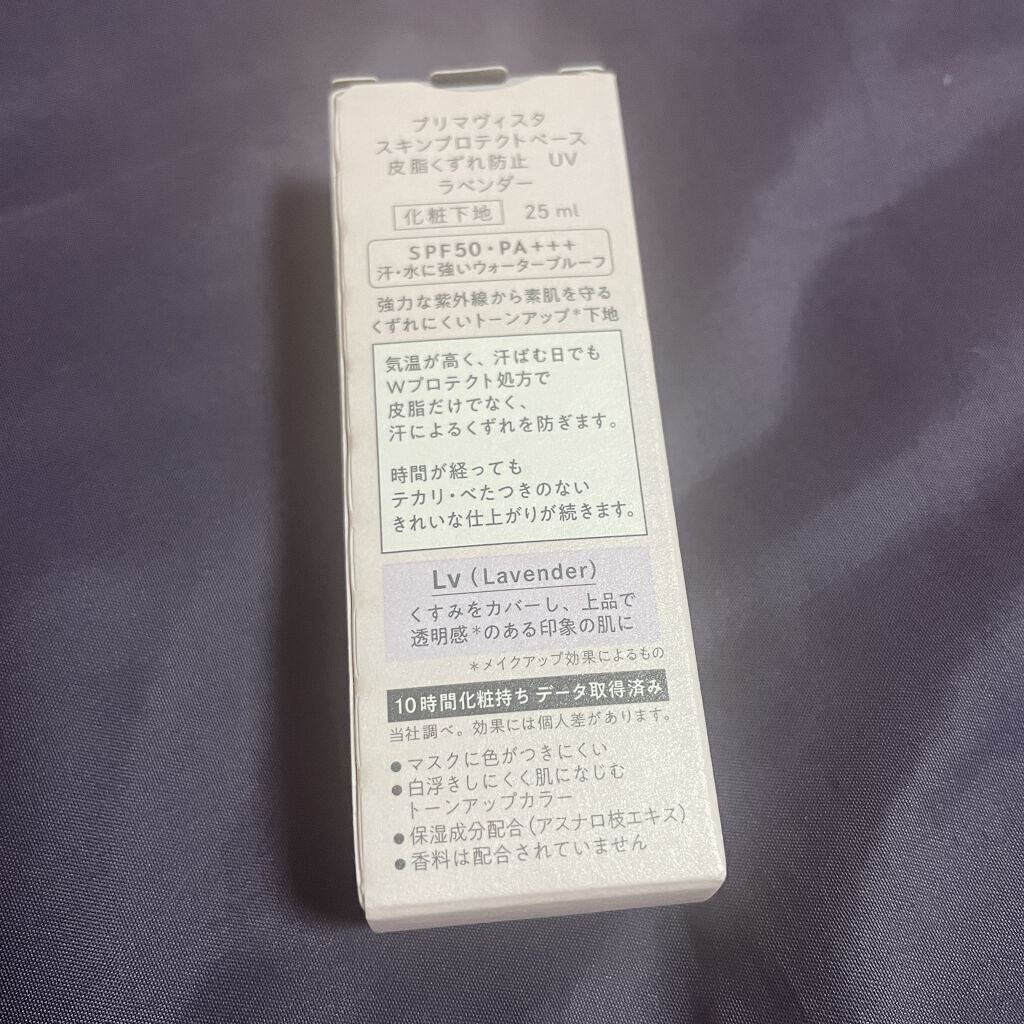 プリマヴィスタ
スキンプロテクトベース
皮脂くずれ防止 UV
ラベンダー
化粧下地 25 ml
SPF50・PA+++
汗・水に強いウォータープルーフ
強力な紫外線から素肌を守る
くずれにくいトーンアップ*下地
気温が高く、汗ばむ日でも
Wプロテクト処方で
皮脂だけでなく、
汗によるくずれを防ぎます。
時間が経っても
テカリ・べたつきのない
きれいな仕上がりが続きます。
Lv (Lavender)
くすみをカバーし、上品で
透明感*のある印象の肌に
*メイクアップ効果によるもの
10時間化粧持ち データ取得済み
当社調べ。効果には個人差があります。
●マスクに色がつきにくい
●白浮きしにくく肌になじむ
トーンアップカラー
●保湿成分配合(アスナロ枝エキス)
●香料は配合されていません